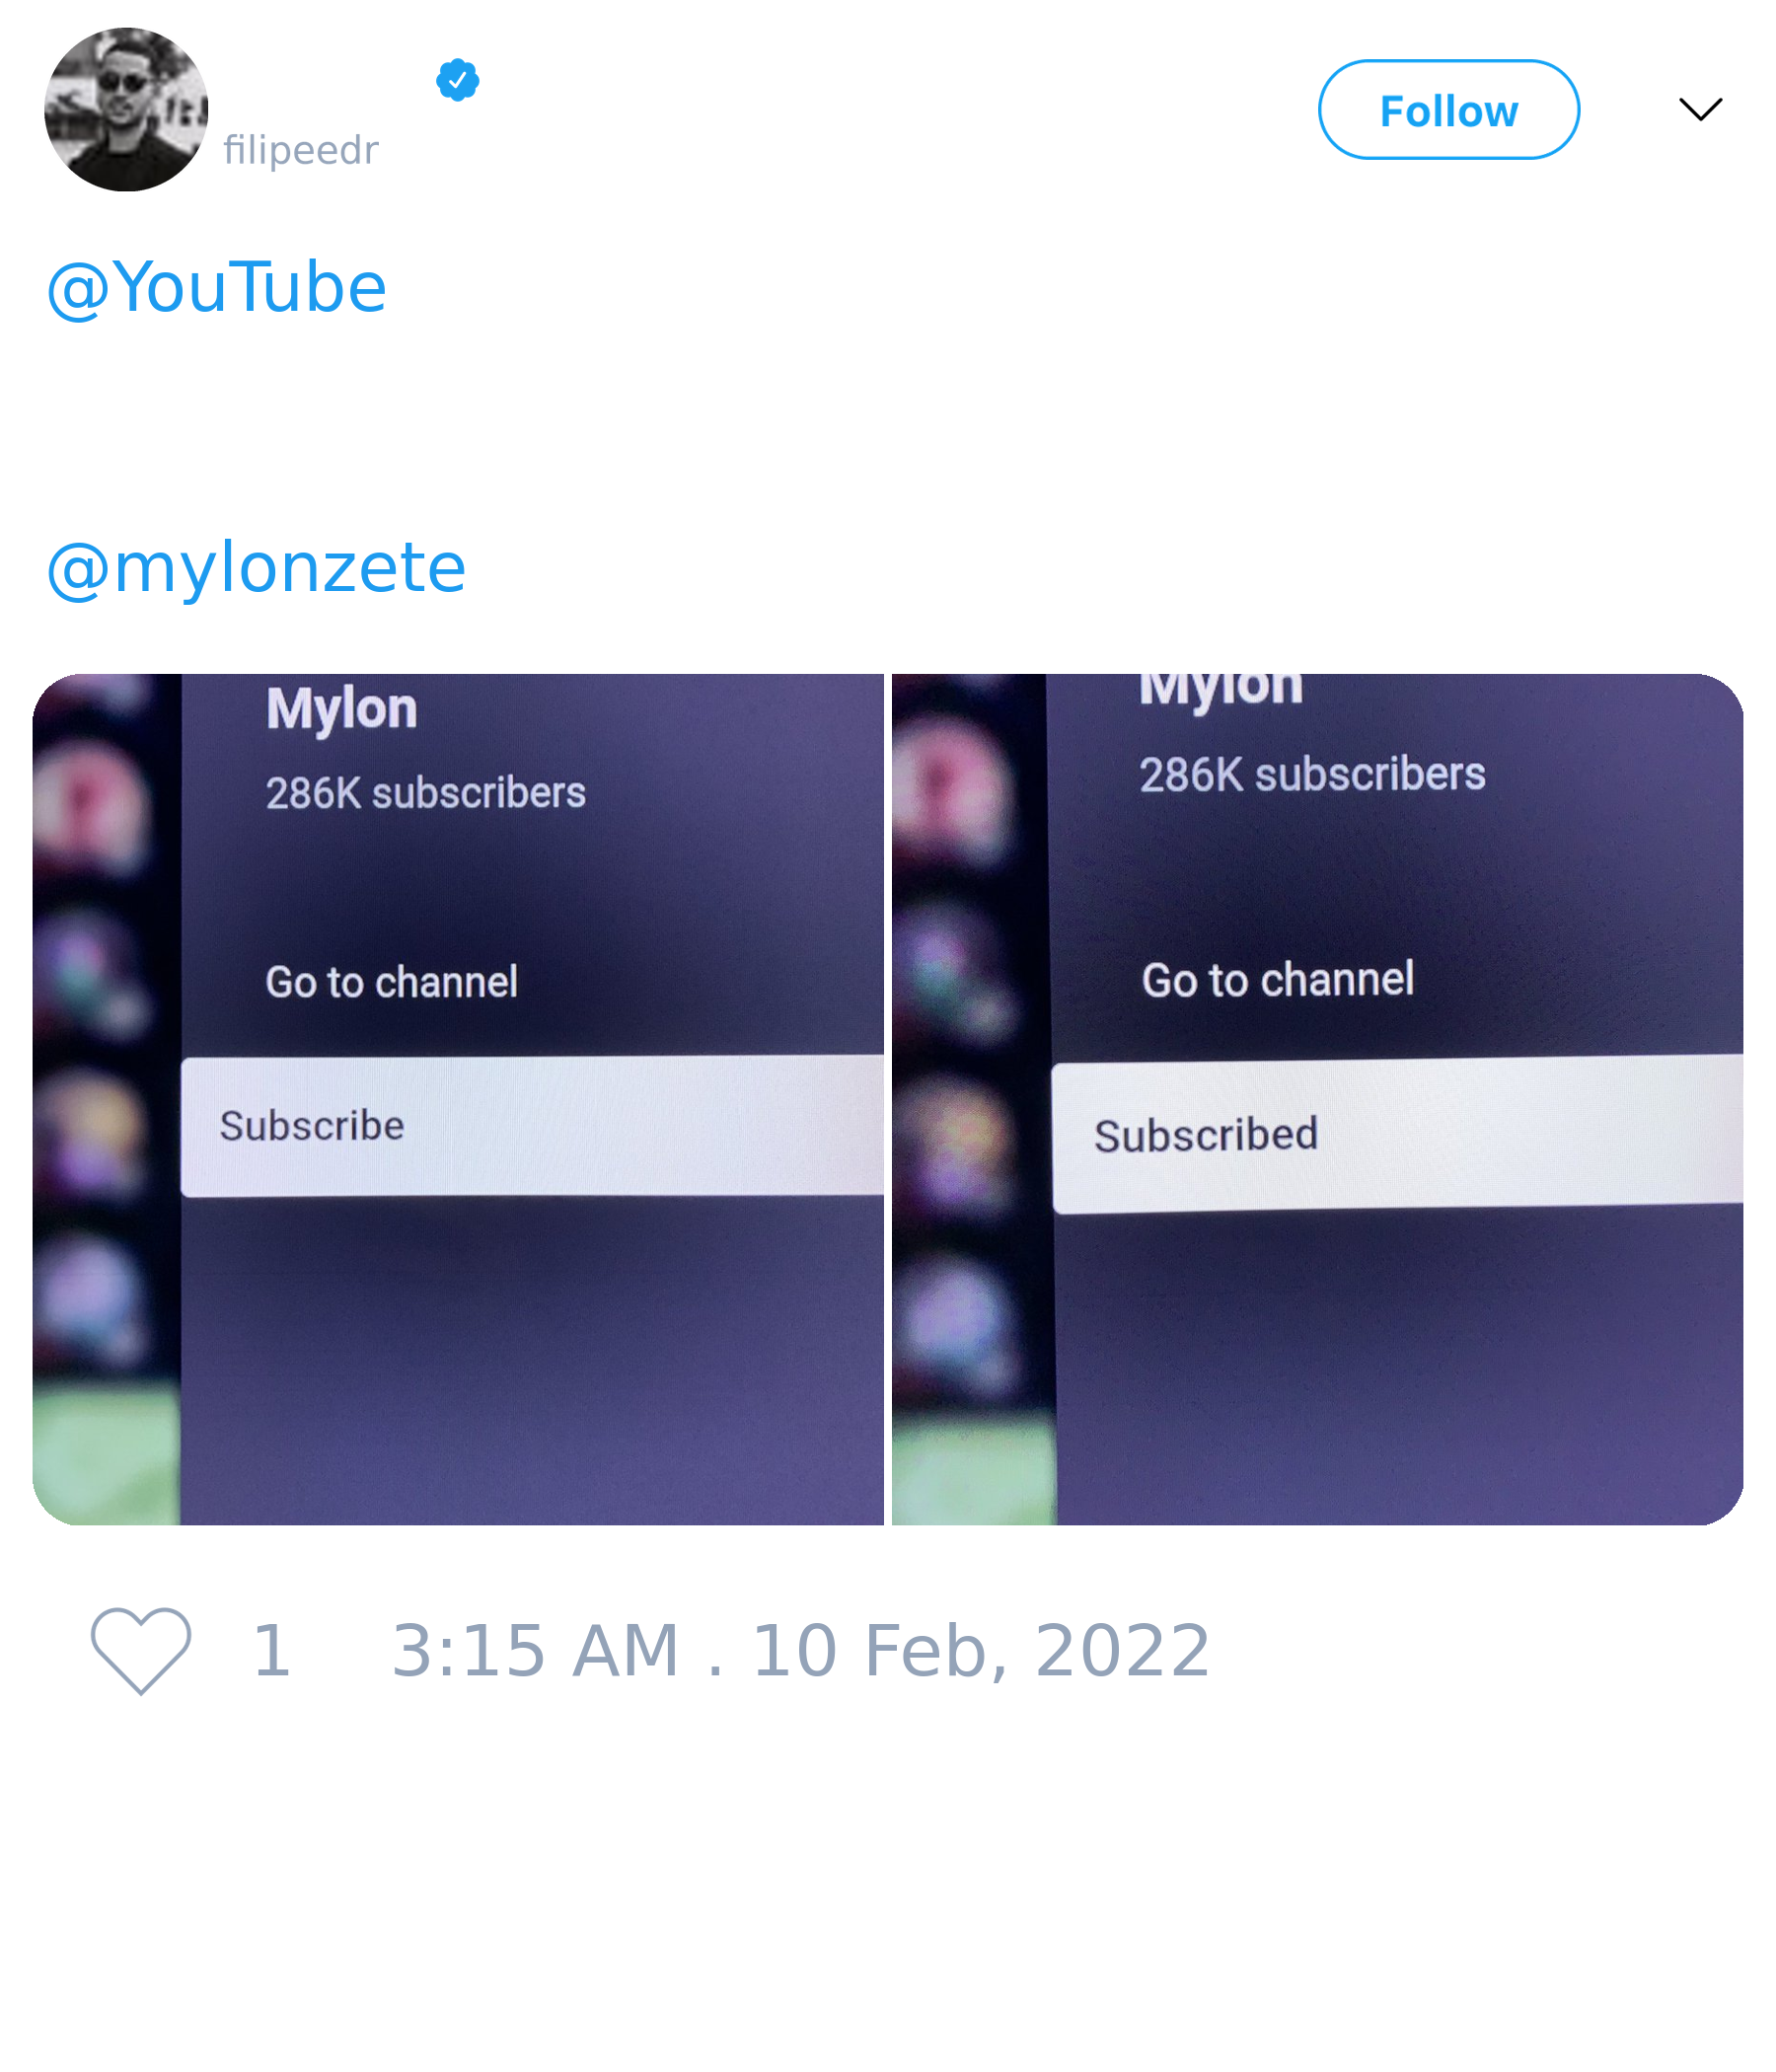 filipeedr
Follow
@YouTube
@mylonzete
Mylon
286K subscribers
Go to channel
Subscribe
Mylon
286K subscribers
Go to channel
Subscribed
1 3:15 AM . 10 Feb, 2022